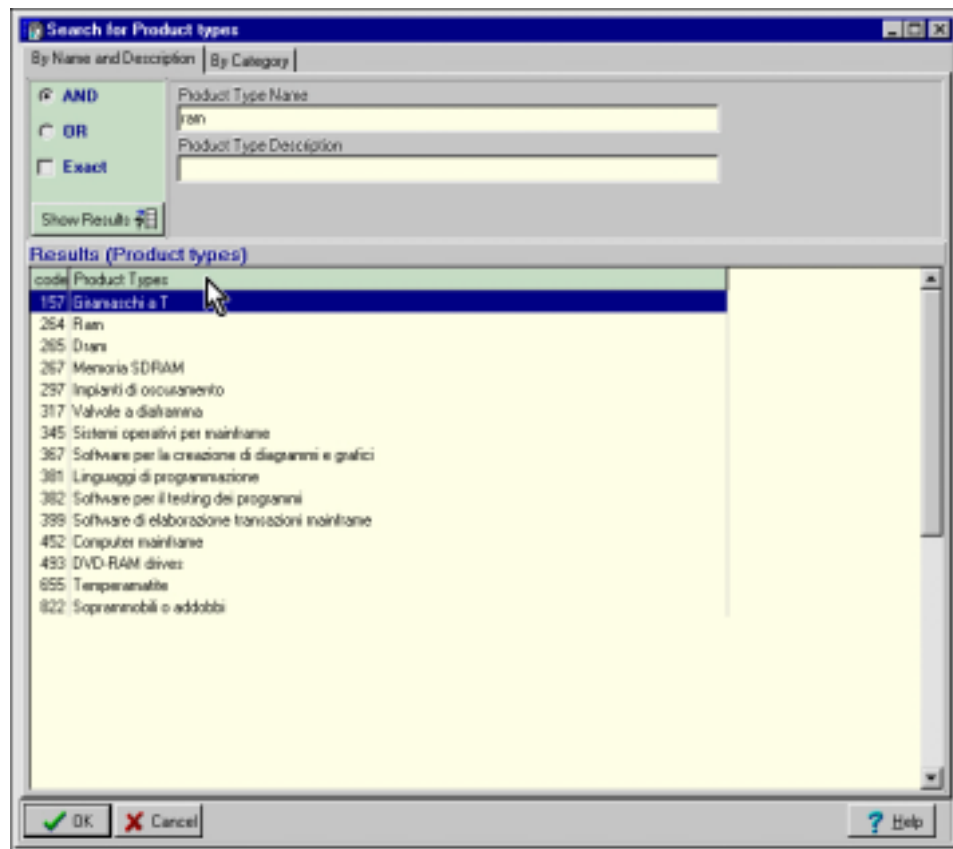 Search for Product types
By Name and Description By Category
AND
OR
Exact
Product Type Name
ram
Product Type Description
Show Results
Results (Product types)
code Product Types
157 Giramaschi a T
264 Ram
265 Dram
267 Memoria SDRAM
297 Impianti di oscuramento
317 Valvole a diaframma
345 Sistemi operativi per mainframe
367 Software per la creazione di diagrammi e grafici
381 Linguaggi di programmazione
382 Software per il testing dei programmi
399 Software di elaborazione transazioni mainframe
452 Computer mainframe
493 DVD-RAM drives
655 Temperamatite
822 Soprammobili o addobbi
OK Cancel ? Help